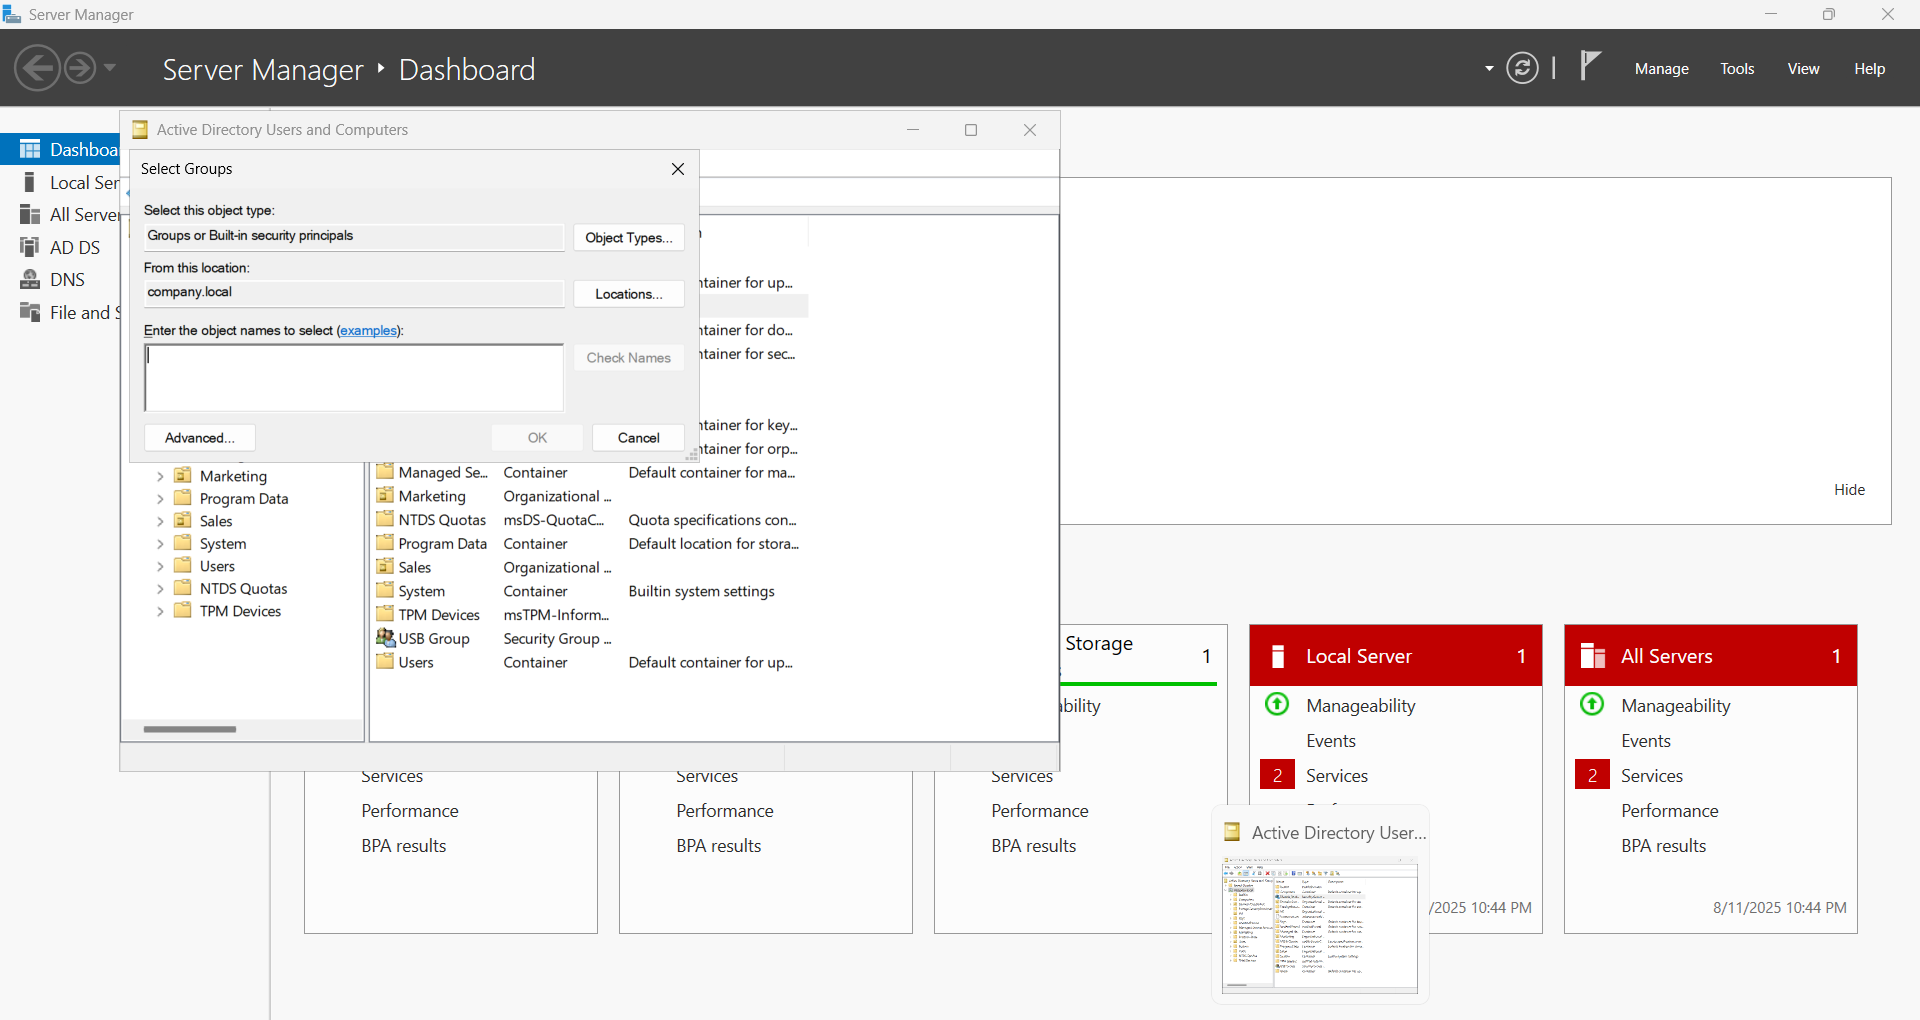 Server Manager
Server Manager ‣ Dashboard
Manage
Tools
View
Help
Dashboa
Local Ser
All Server
AD DS
DNS
File and S
Active Directory Users and Computers
Select Groups
Select this object type:
Groups or Built-in security principals
Object Types...
From this location:
company.local
Locations...
Enter the object names to select (examples):
Check Names
Advanced...
OK
Cancel
ntainer for up...
ntainer for do...
ntainer for sec...
ntainer for key...
ntainer for orp...
Marketing
Program Data
Sales
System
Users
NTDS Quotas
TPM Devices
Managed Se... Container Default container for ma...
Marketing Organizational ...
NTDS Quotas msDS-QuotaC... Quota specifications con...
Program Data Container Default location for stora...
Sales Organizational ...
System Container Builtin system settings
TPM Devices msTPM-Inform...
USB Group Security Group ...
Users Container Default container for up...
Hide
Services
Performance
BPA results
Services
Performance
BPA results
Storage
1
ability
Services
Performance
BPA results
Local Server 1
Manageability
Events
2 Services
/2025 10:44 PM
All Servers 1
Manageability
Events
2 Services
Performance
BPA results
8/11/2025 10:44 PM
Active Directory User...